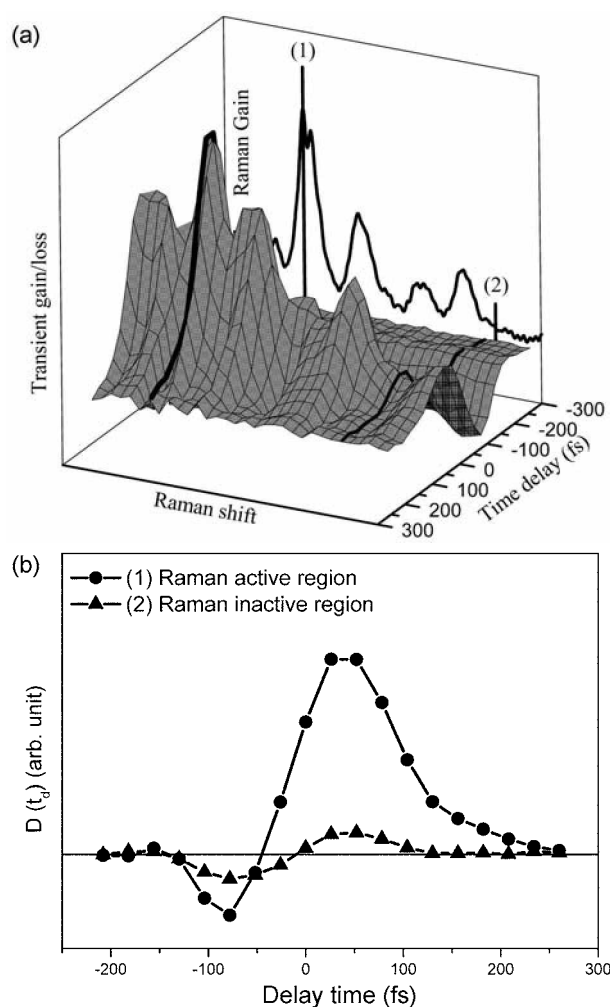 (a)
(1)
Raman Gain
Transient gain/loss
(2)
Raman shift
-300
-200
-100
0
100
200
300
Time delay (fs)
(b)
(1) Raman active region
(2) Raman inactive region
D (t_d) (arb. unit)
-200 -100 0 100 200 300
Delay time (fs)